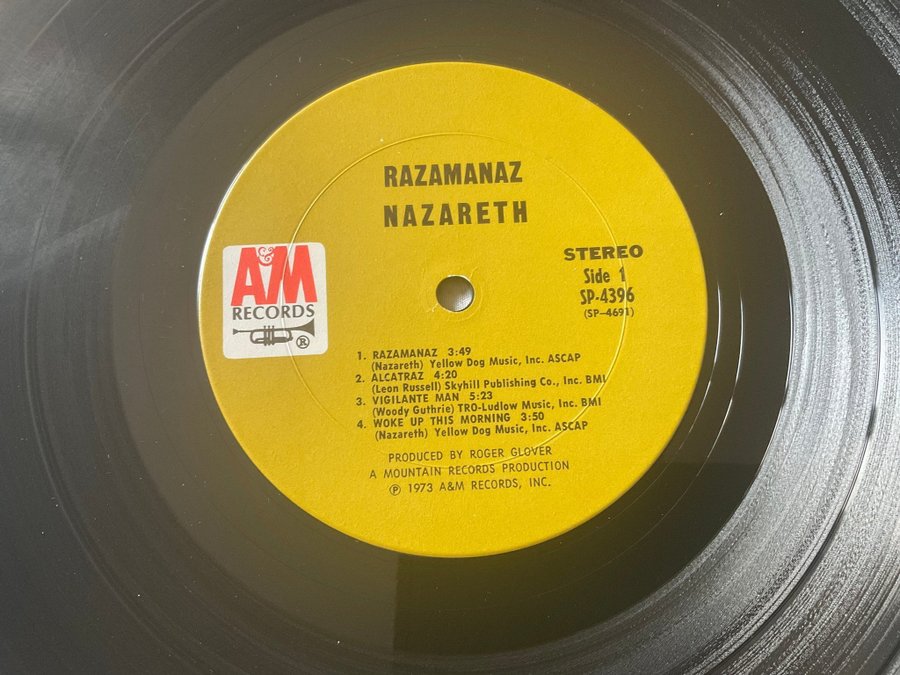 RAZAMANAZ
NAZARETH
A&M
RECORDS
®
STEREO
Side 1
SP-4396
(SP-4691)
1. RAZAMANAZ 3:49
(Nazareth) Yellow Dog Music, Inc. ASCAP
2. ALCATRAZ 4:20
(Leon Russell) Skyhill Publishing Co., Inc. BMI
3. VIGILANTE MAN 5:23
(Woody Guthrie) TRO-Ludlow Music, Inc. BMI
4. WOKE UP THIS MORNING 3:50
(Nazareth) Yellow Dog Music, Inc. ASCAP
PRODUCED BY ROGER GLOVER
A MOUNTAIN RECORDS PRODUCTION
℗ 1973 A&M RECORDS, INC.